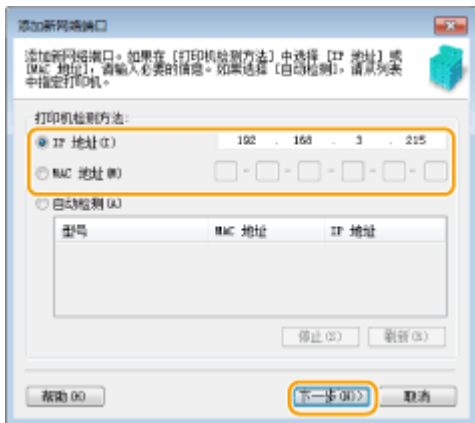 添加新网络端口
添加新网络端口。如果在 [打印机检测方法] 中选择 [IP 地址] 或
[MAC 地址]，请输入必要的信息。如果选择 [自动检测]，请从列表
中指定打印机。
打印机检测方法:
IP 地址(I) 192 . 168 . 3 . 215
MAC 地址(M) - - - - -
自动检测(A)
型号 MAC 地址 IP 地址
停止(S) 刷新(R)
帮助(H) 下一步(N)> 取消